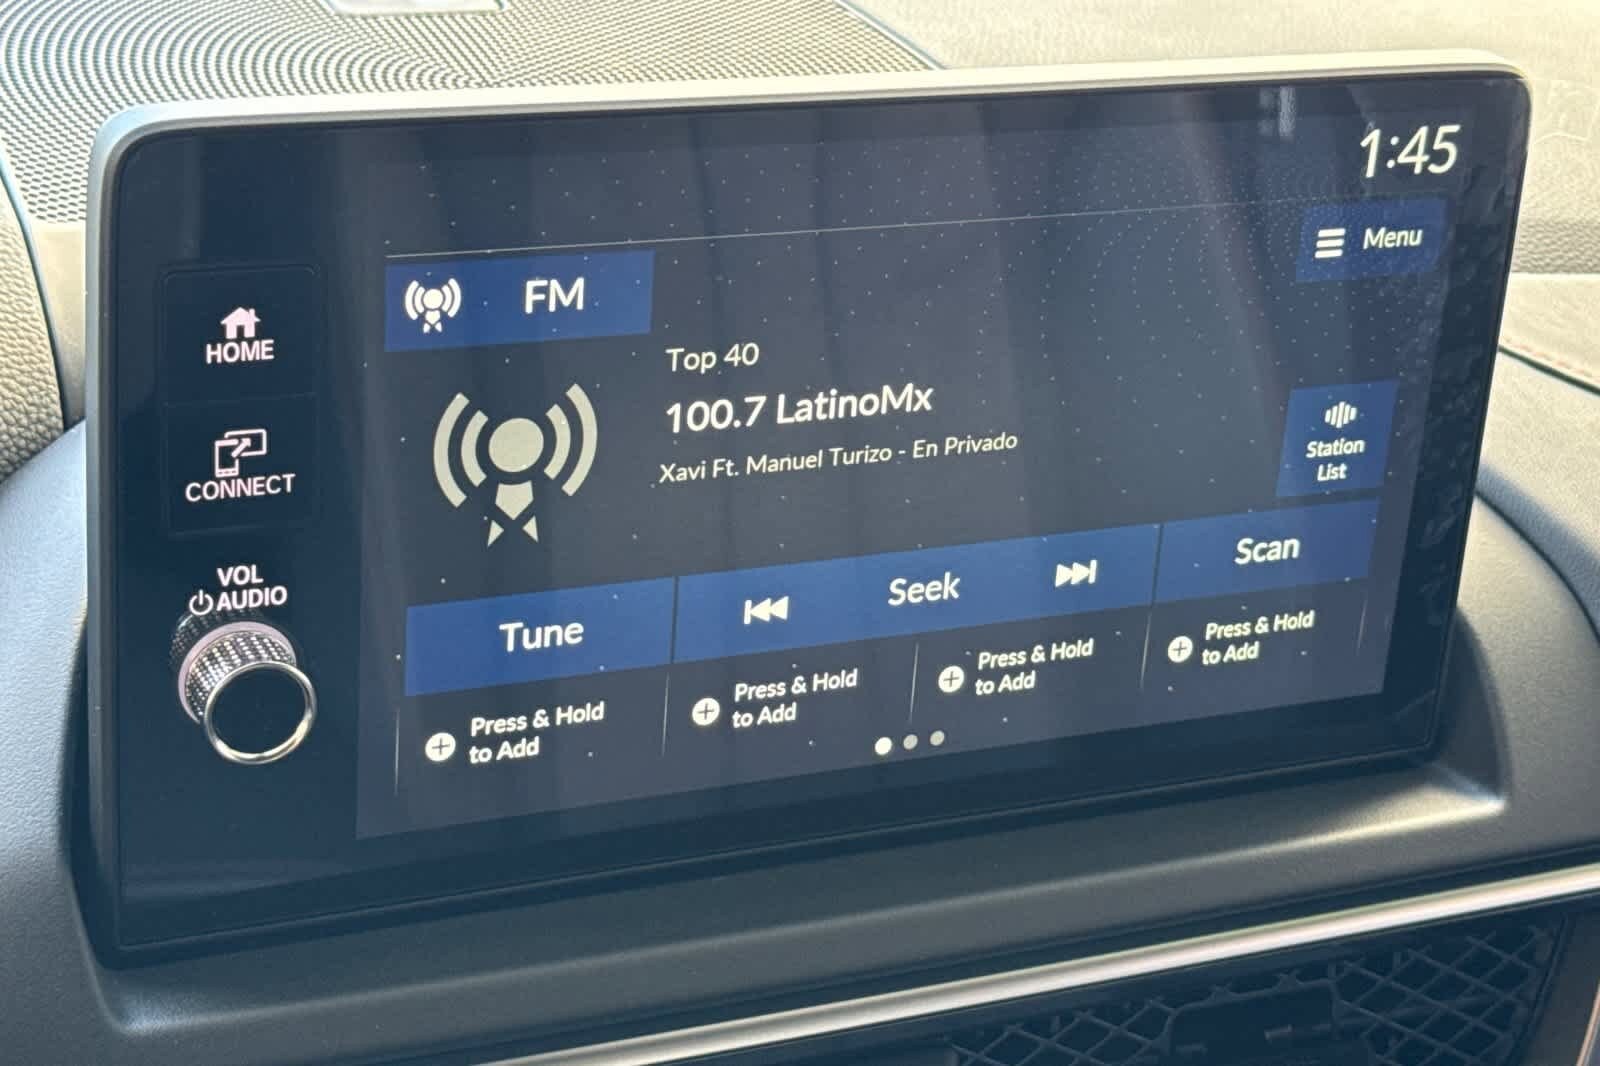 1:45
Menu
FM
HOME
Top 40
100.7 LatinoMx
Xavi Ft. Manuel Turizo - En Privado
Station
List
CONNECT
VOL
AUDIO
Tune
Seek
Scan
Press & Hold
to Add
Press & Hold
to Add
Press & Hold
to Add
Press & Hold
to Add